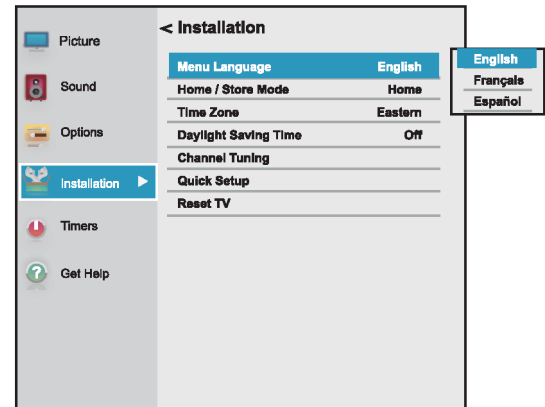 Picture
Sound
Options
Installation
Timers
Get Help
< Installation
Menu Language English
Home / Store Mode Home
Time Zone Eastern
Daylight Saving Time Off
Channel Tuning
Quick Setup
Reset TV
English
Français
Español